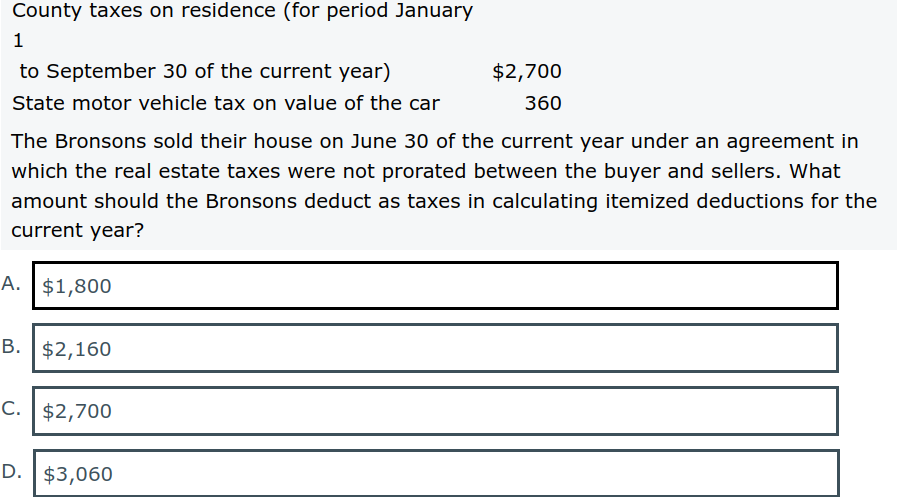 County taxes on residence (for period January
1
to September 30 of the current year) $2,700
State motor vehicle tax on value of the car 360
The Bronsons sold their house on June 30 of the current year under an agreement in
which the real estate taxes were not prorated between the buyer and sellers. What
amount should the Bronsons deduct as taxes in calculating itemized deductions for the
current year?
A. $1,800
B. $2,160
C. $2,700
D. $3,060